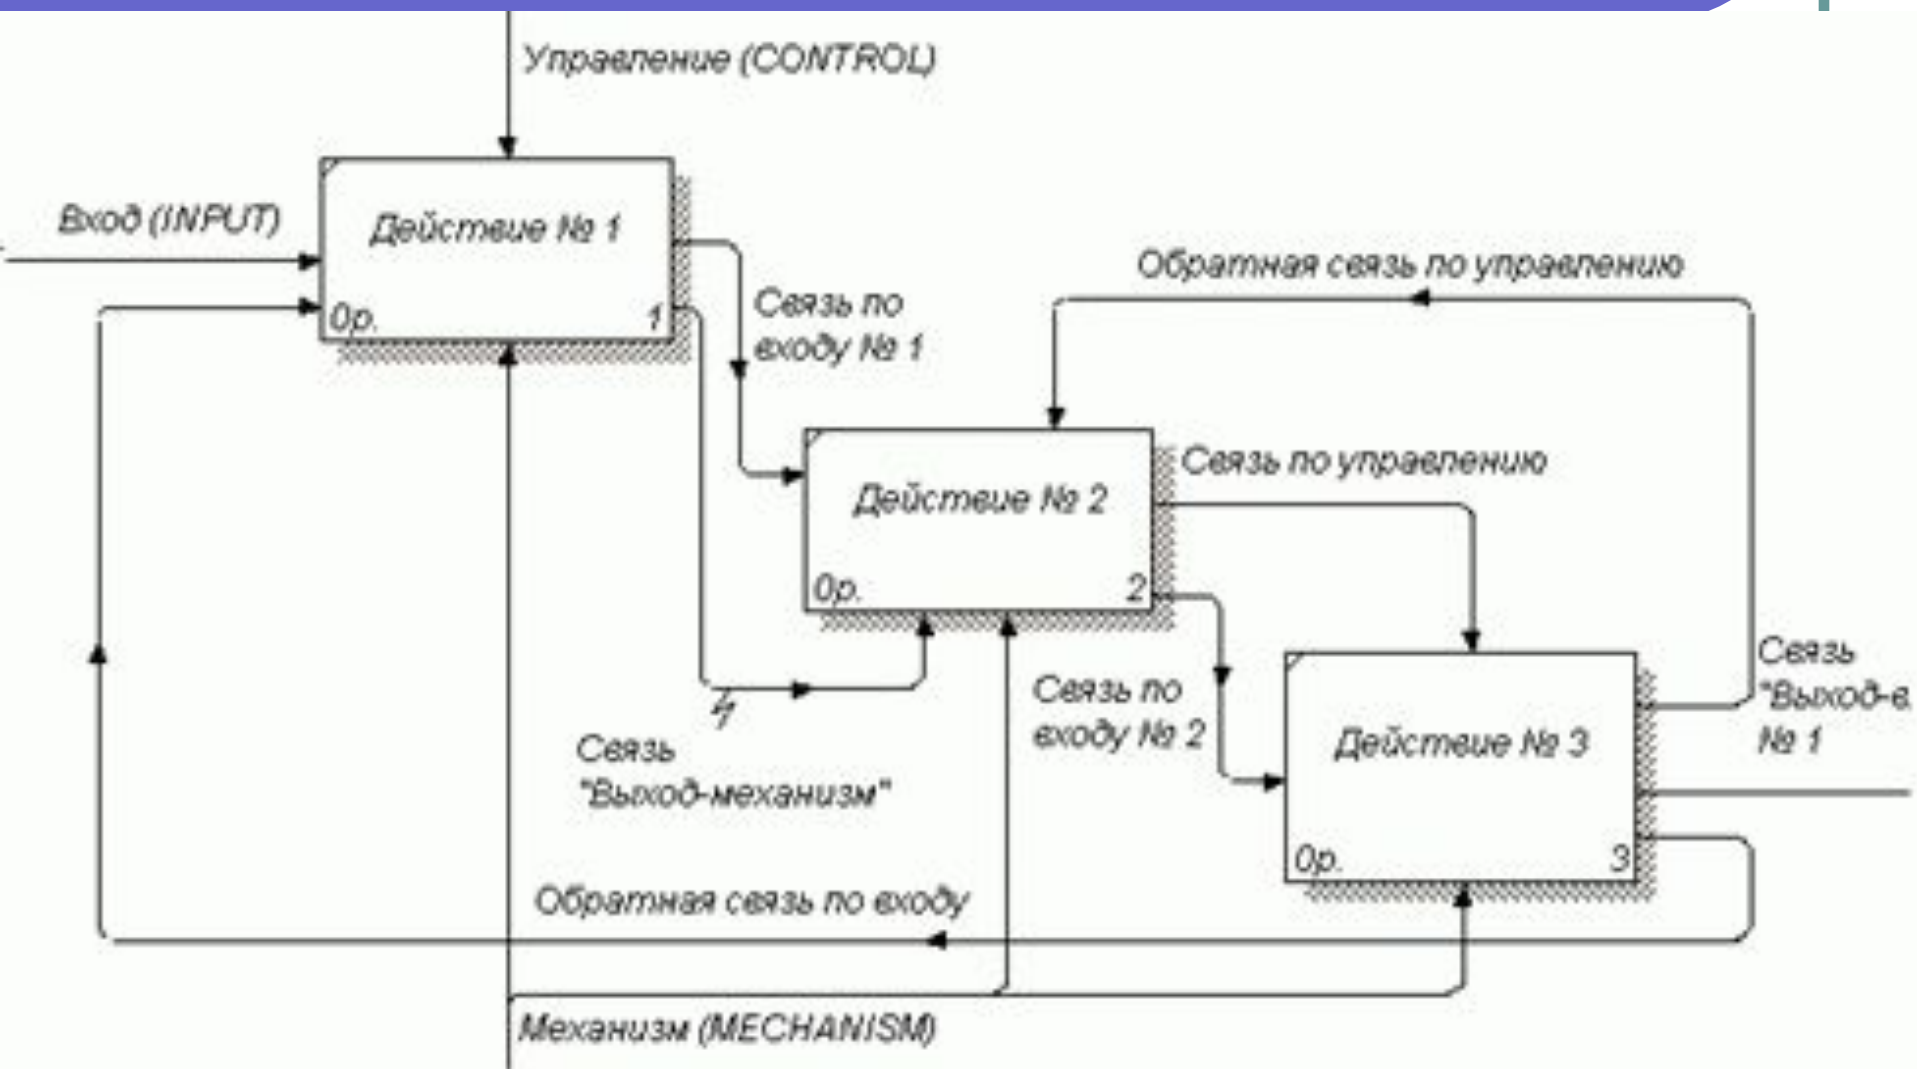 Управление (CONTROL)
Вход (INPUT)
Действие № 1
0р.
1
Связь по
входу № 1
Обратная связь по управлению
Связь по управлению
Действие № 2
0р.
2
Связь
"Выход-механизм"
Связь по
входу № 2
Действие № 3
0р.
3
Связь
"Выход-в
№ 1
Обратная связь по входу
Механизм (MECHANISM)